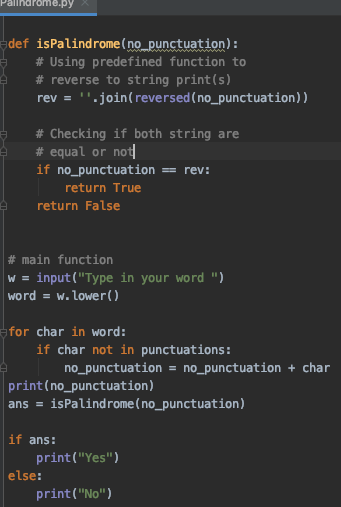 Palindrome.py
def isPalindrome(no_punctuation):
    # Using predefined function to
    # reverse to string print(s)
    rev = ''.join(reversed(no_punctuation))
    # Checking if both string are
    # equal or not
    if no_punctuation == rev:
        return True
    return False
# main function
w = input("Type in your word ")
word = w.lower()
for char in word:
    if char not in punctuations:
        no_punctuation = no_punctuation + char
print(no_punctuation)
ans = isPalindrome(no_punctuation)
if ans:
    print("Yes")
else:
    print("No")